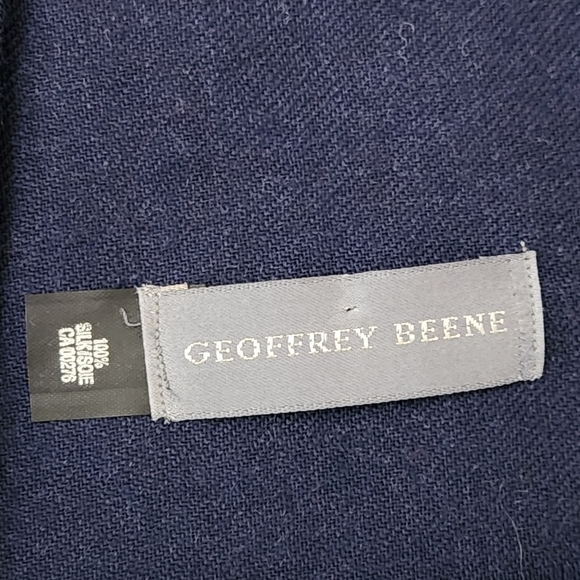 100%
SILK/SOIE
CA 00276
GEOFFREY BEENE